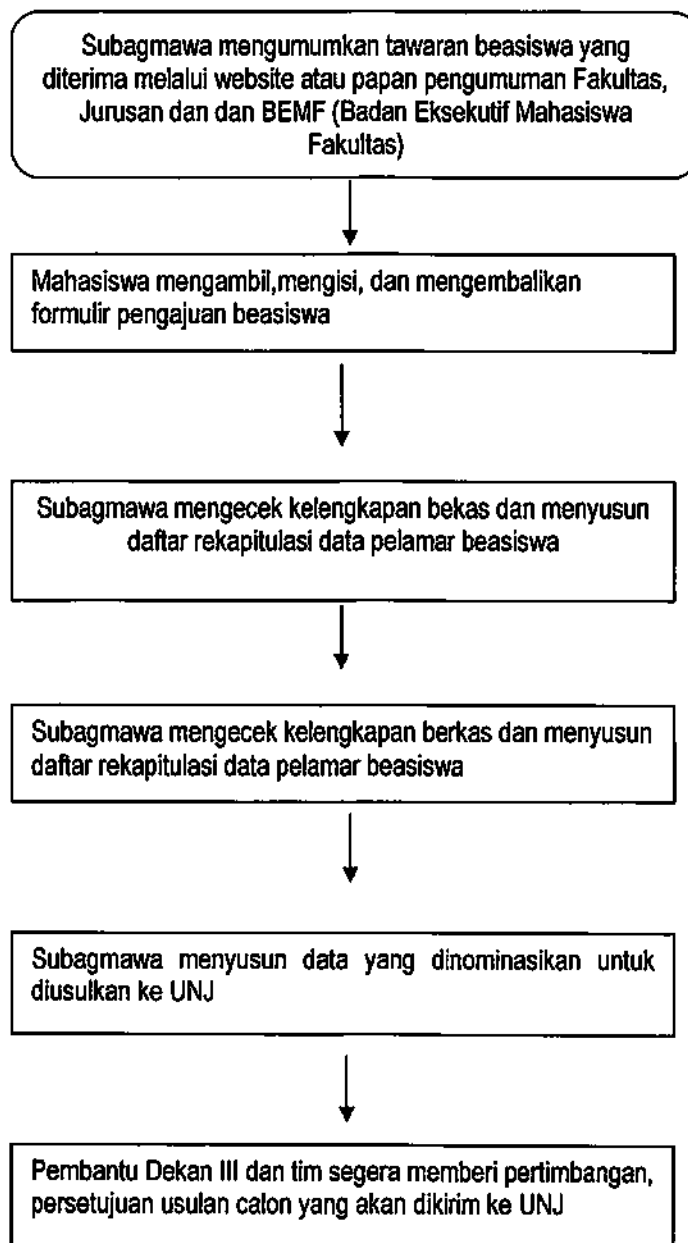 Subagmawa mengumumkan tawaran beasiswa yang
diterima melalui website atau papan pengumuman Fakultas,
Jurusan dan dan BEMF (Badan Eksekutif Mahasiswa
Fakultas)
Mahasiswa mengambil,mengisi, dan mengembalikan
formulir pengajuan beasiswa
Subagmawa mengecek kelengkapan bekas dan menyusun
daftar rekapitulasi data pelamar beasiswa
Subagmawa mengecek kelengkapan berkas dan menyusun
daftar rekapitulasi data pelamar beasiswa
Subagmawa menyusun data yang dinominasikan untuk
diusulkan ke UNJ
Pembantu Dekan III dan tim segera memberi pertimbangan,
persetujuan usulan calon yang akan dikirim ke UNJ